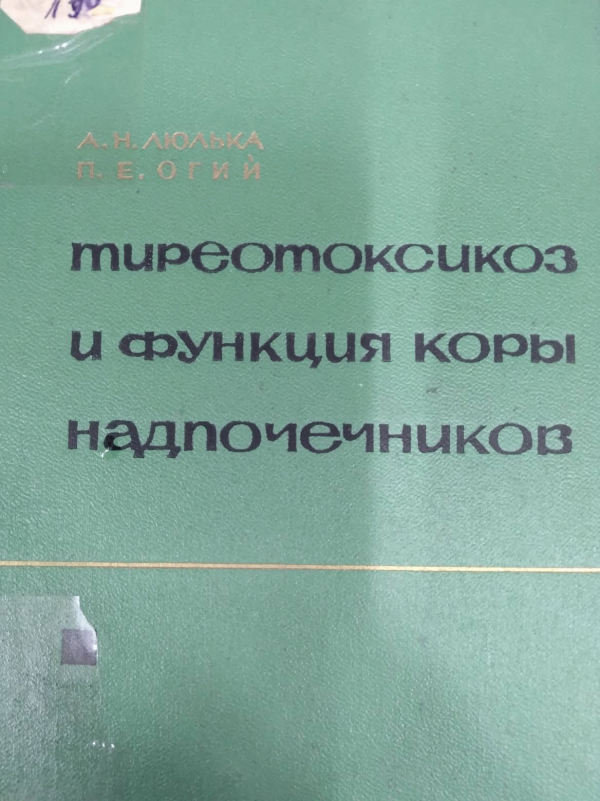 А. Н. ЛЮЛЬКА
П. Е. ОГИЙ
тиреотоксикоз
и функция коры
надпочечников